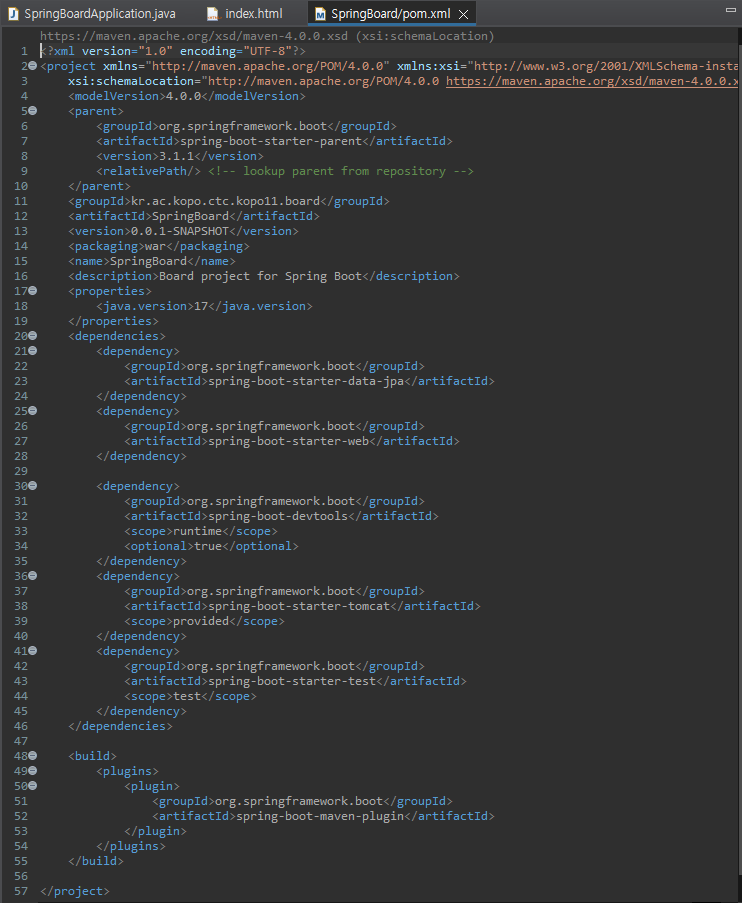 SpringBoardApplication.java index.html SpringBoard/pom.xml
https://maven.apache.org/xsd/maven-4.0.0.xsd (xsi:schemaLocation)
1 <?xml version="1.0" encoding="UTF-8"?>
2 <project xmlns="http://maven.apache.org/POM/4.0.0" xmlns:xsi="http://www.w3.org/2001/XMLSchema-insta
3 xsi:schemaLocation="http://maven.apache.org/POM/4.0.0 https://maven.apache.org/xsd/maven-4.0.0.x
4 <modelVersion>4.0.0</modelVersion>
5 <parent>
6 <groupId>org.springframework.boot</groupId>
7 <artifactId>spring-boot-starter-parent</artifactId>
8 <version>3.1.1</version>
9 <relativePath/> <!-- lookup parent from repository -->
10 </parent>
11 <groupId>kr.ac.kopo.ctc.kopo11.board</groupId>
12 <artifactId>SpringBoard</artifactId>
13 <version>0.0.1-SNAPSHOT</version>
14 <packaging>war</packaging>
15 <name>SpringBoard</name>
16 <description>Board project for Spring Boot</description>
17 <properties>
18 <java.version>17</java.version>
19 </properties>
20 <dependencies>
21 <dependency>
22 <groupId>org.springframework.boot</groupId>
23 <artifactId>spring-boot-starter-data-jpa</artifactId>
24 </dependency>
25 <dependency>
26 <groupId>org.springframework.boot</groupId>
27 <artifactId>spring-boot-starter-web</artifactId>
28 </dependency>
29
30 <dependency>
31 <groupId>org.springframework.boot</groupId>
32 <artifactId>spring-boot-devtools</artifactId>
33 <scope>runtime</scope>
34 <optional>true</optional>
35 </dependency>
36 <dependency>
37 <groupId>org.springframework.boot</groupId>
38 <artifactId>spring-boot-starter-tomcat</artifactId>
39 <scope>provided</scope>
40 </dependency>
41 <dependency>
42 <groupId>org.springframework.boot</groupId>
43 <artifactId>spring-boot-starter-test</artifactId>
44 <scope>test</scope>
45 </dependency>
46 </dependencies>
47
48 <build>
49 <plugins>
50 <plugin>
51 <groupId>org.springframework.boot</groupId>
52 <artifactId>spring-boot-maven-plugin</artifactId>
53 </plugin>
54 </plugins>
55 </build>
56
57 </project>